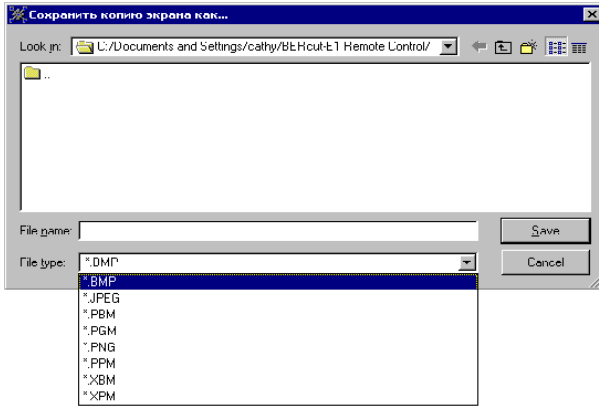 Сохранить копию экрана как...
Look in: C:/Documents and Settings/cathy/BERcut-E1 Remote Control/
..
File name:
Save
File type: *.BMP
Cancel
*.BMP
*.JPEG
*.PBM
*.PGM
*.PNG
*.PPM
*.XBM
*.XPM